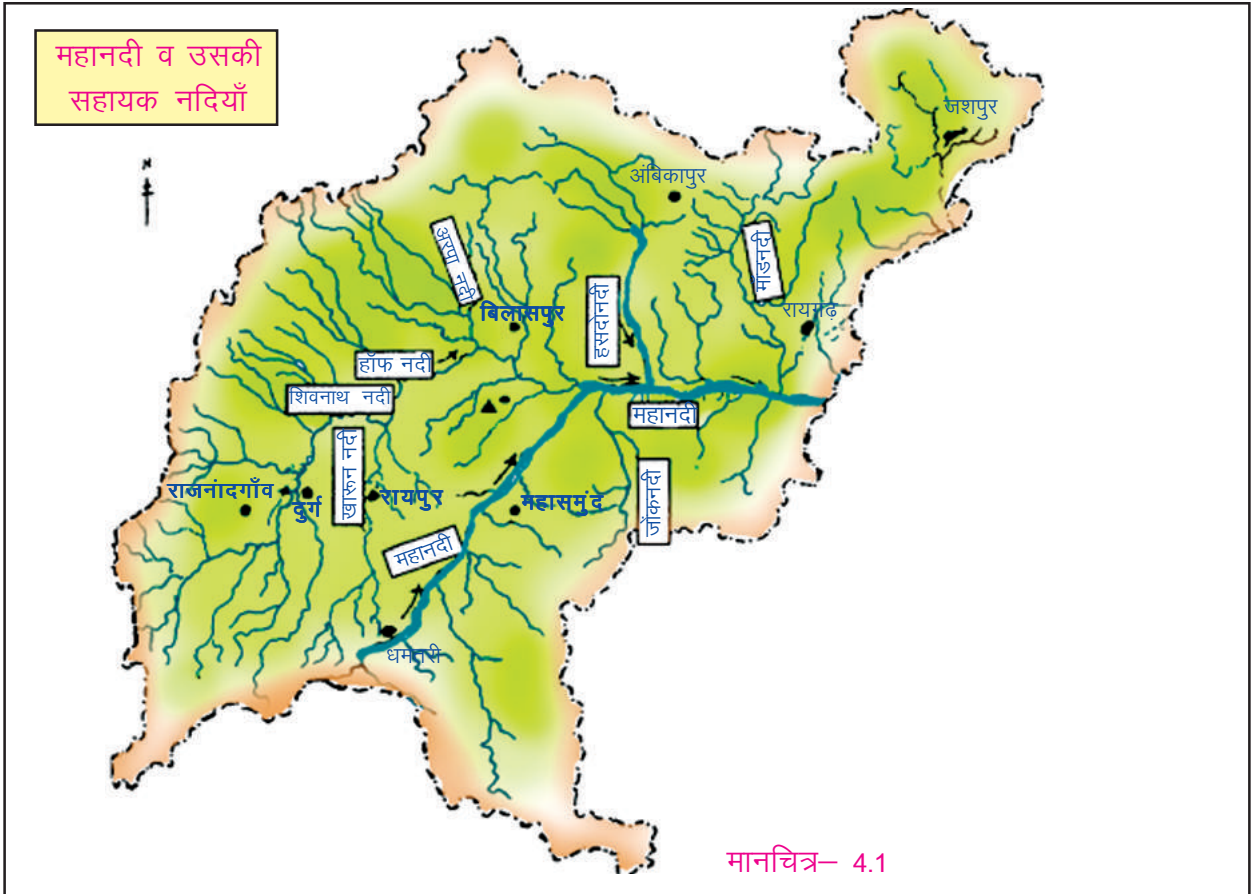 महानदी व उसकी
सहायक नदियाँ
N
जशपुर
अंबिकापुर
अरपा नदी
माडनदी
बिलासपुर
हसदोनदी
रायगढ़
हॉफ नदी
शिवनाथ नदी
महानदी
खारून नदी
राजनांदगाँव
दुर्ग
रायपुर
महासमुंद
जोंकनदी
महानदी
धमतरी
मानचित्र– 4.1